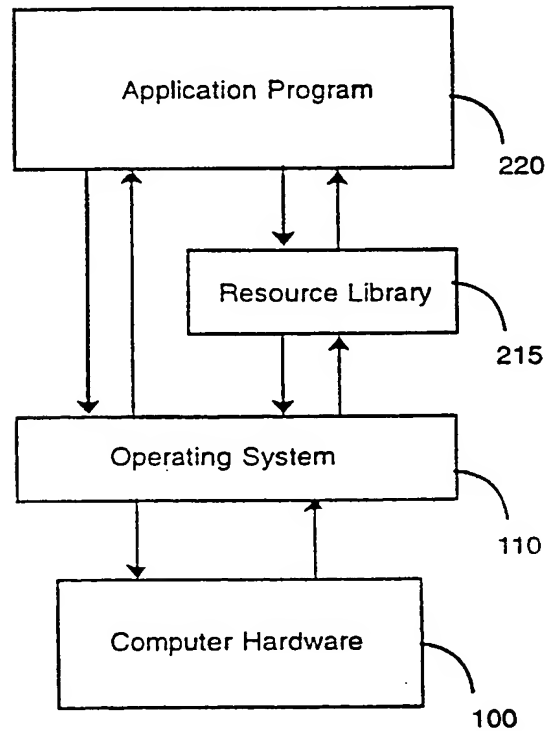 Application Program
220
Resource Library
215
Operating System
110
Computer Hardware
100